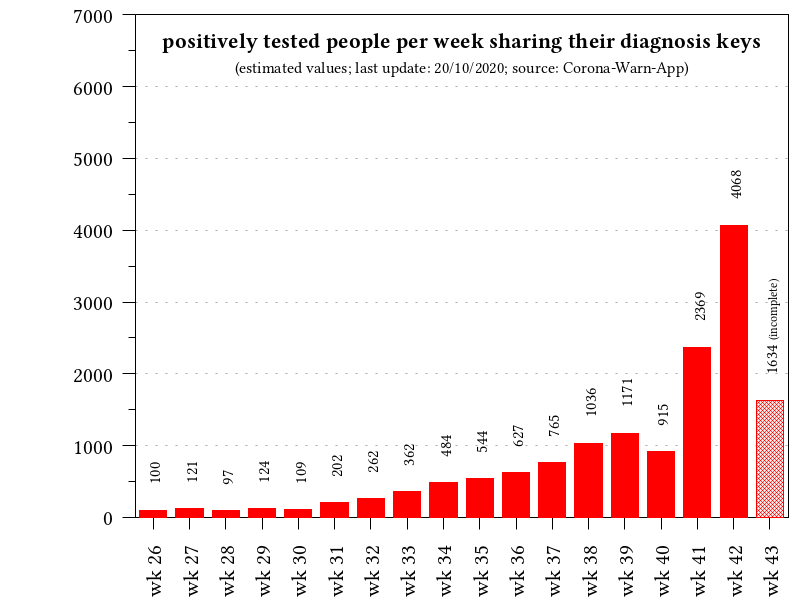 positively tested people per week sharing their diagnosis keys
(estimated values; last update: 20/10/2020; source: Corona-Warn-App)
7000
6000
5000
4000
3000
2000
1000
0
100
121
97
124
109
202
262
362
484
544
627
765
1036
1171
915
2369
4068
1634 (incomplete)
wk 26
wk 27
wk 28
wk 29
wk 30
wk 31
wk 32
wk 33
wk 34
wk 35
wk 36
wk 37
wk 38
wk 39
wk 40
wk 41
wk 42
wk 43